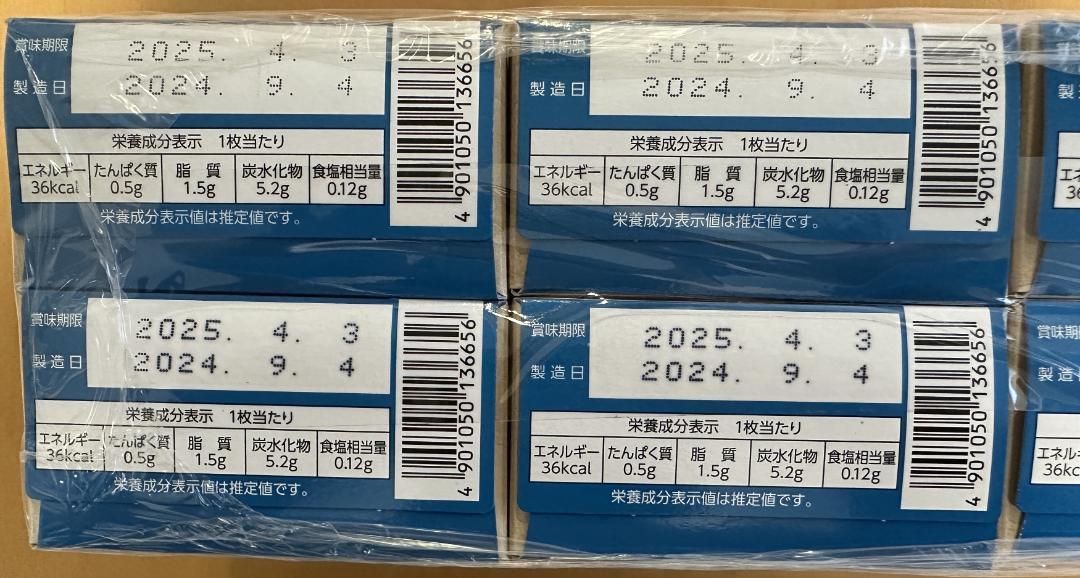 賞味期限 2025. 4. 3
製造日 2024. 9. 4
栄養成分表示 1枚当たり
エネルギー たんぱく質 脂 質 炭水化物 食塩相当量
36kcal 0.5g 1.5g 5.2g 0.12g
栄養成分表示値は推定値です。
4 901050 136656
賞味期限 2025. 4. 3
製造日 2024. 9. 4
栄養成分表示 1枚当たり
エネルギー たんぱく質 脂 質 炭水化物 食塩相当量
36kcal 0.5g 1.5g 5.2g 0.12g
栄養成分表示値は推定値です。
4 901050 136656
製
エネ
賞味期限 2025. 4. 3
製造日 2024. 9. 4
栄養成分表示 1枚当たり
エネルギー たんぱく質 脂 質 炭水化物 食塩相当量
36kcal 0.5g 1.5g 5.2g 0.12g
栄養成分表示値は推定値です。
4 901050 136656
賞味期限 2025. 4. 3
製造日 2024. 9. 4
栄養成分表示 1枚当たり
エネルギー たんぱく質 脂 質 炭水化物 食塩相当量
36kcal 0.5g 1.5g 5.2g 0.12g
栄養成分表示値は推定値です。
4 901050 136656
賞味期
製造
エネル
36kc